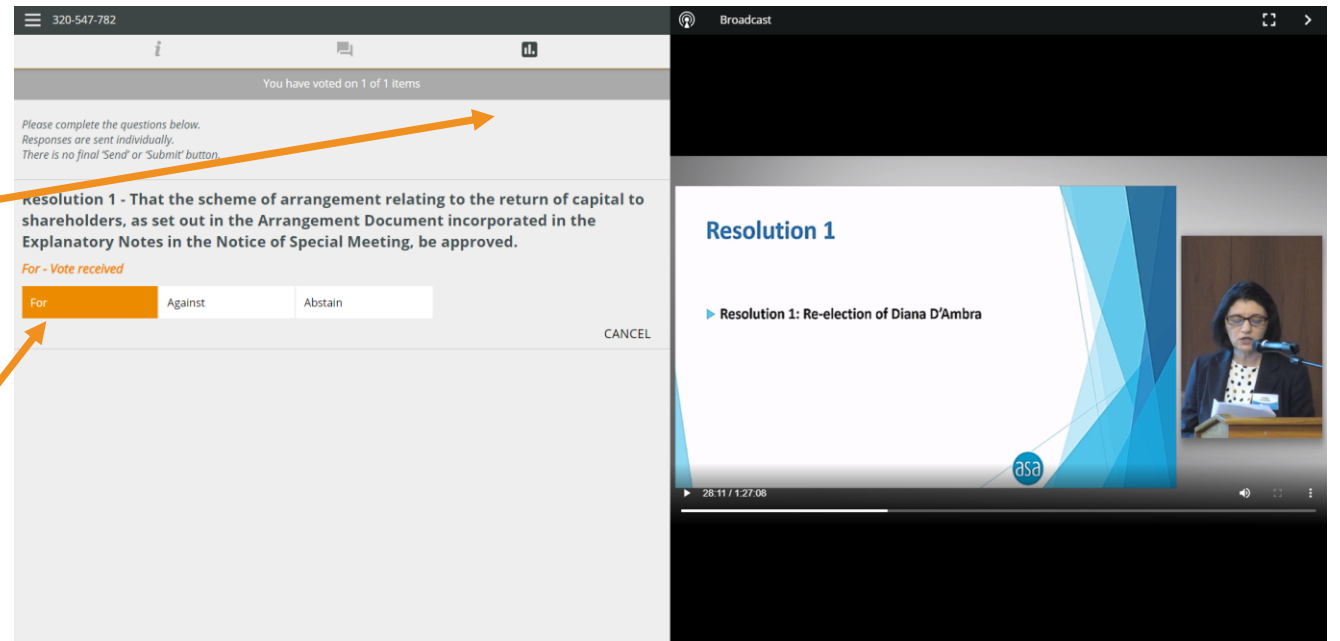 320-547-782
i
You have voted on 1 of 1 items
Please complete the questions below.
Responses are sent individually.
There is no final 'Send' or 'Submit' button.
Resolution 1 - That the scheme of arrangement relating to the return of capital to
shareholders, as set out in the Arrangement Document incorporated in the
Explanatory Notes in the Notice of Special Meeting, be approved.
For - Vote received
For Against Abstain
CANCEL
Broadcast
Resolution 1
Resolution 1: Re-election of Diana D'Ambra
asa
28:11 / 1:27:08